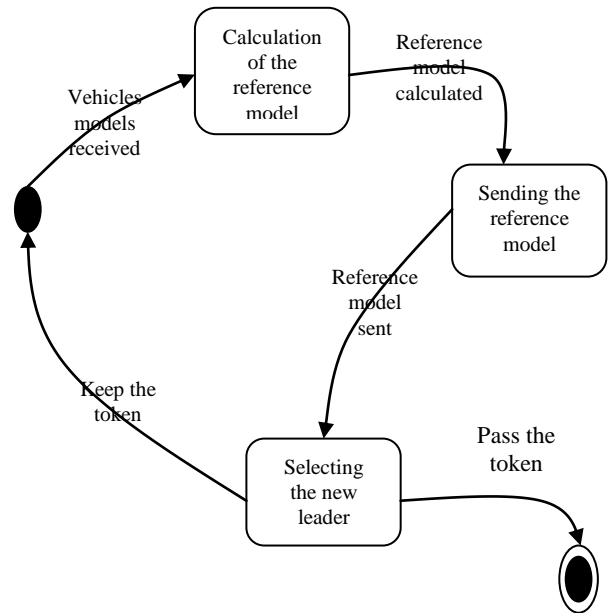 Calculation
of the
reference
model
Reference
model
calculated
Vehicles
models
received
Sending the
reference
model
Reference
model
sent
Keep the
token
Selecting
the new
leader
Pass the
token